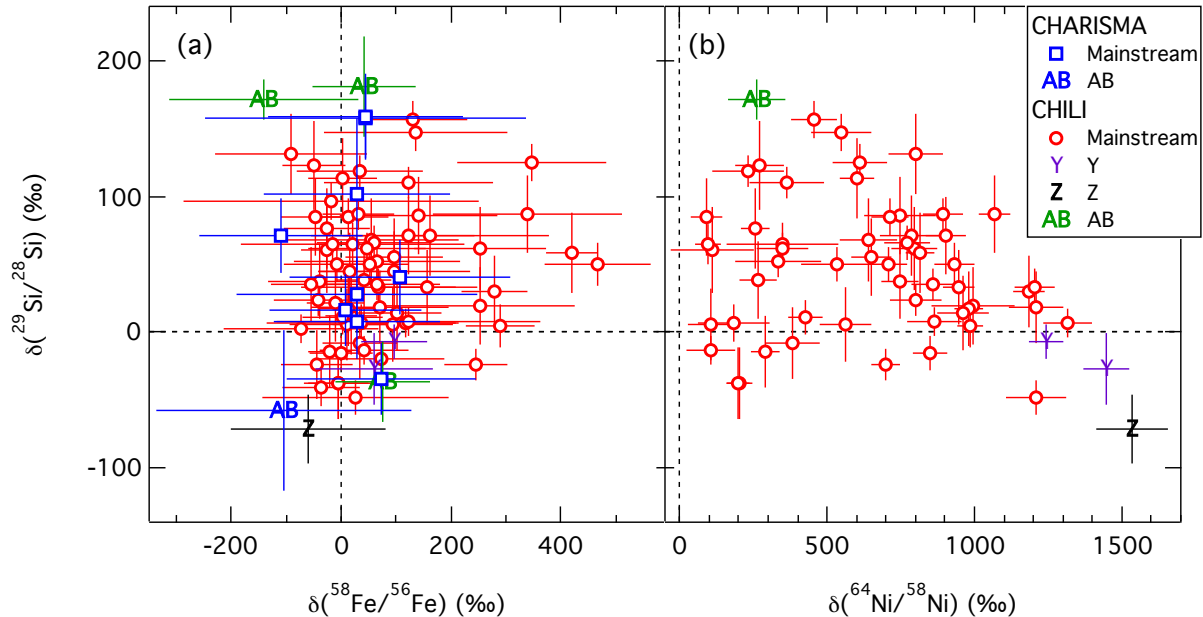 (a)
(b)
CHARISMA
Mainstream
AB AB
CHILI
Mainstream
Y Y
Z Z
AB AB
δ(²⁹Si/²⁸Si) (‰)
200
100
0
-100
AB
AB
AB
AB
Y
Y
Z
AB
Y
Y
Z
-200 0 200 400
0 500 1000 1500
δ(⁵⁸Fe/⁵⁶Fe) (‰)
δ(⁶⁴Ni/⁵⁸Ni) (‰)